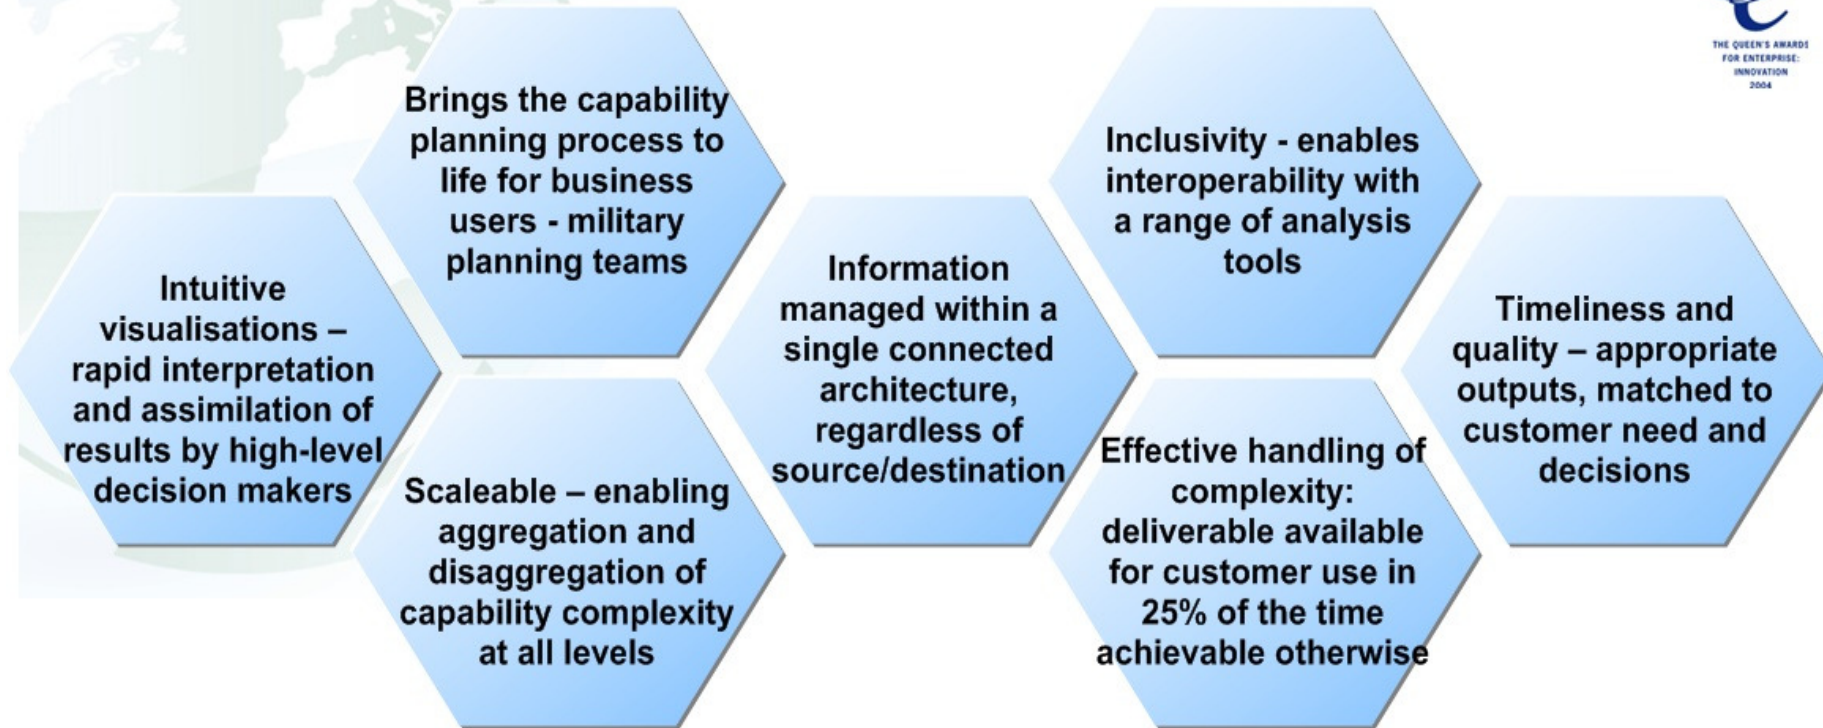 THE QUEEN'S AWARDS
FOR ENTERPRISE:
INNOVATION
2004
Brings the capability
planning process to
life for business
users - military
planning teams
Inclusivity - enables
interoperability with
a range of analysis
tools
Intuitive
visualisations –
rapid interpretation
and assimilation of
results by high-level
decision makers
Information
managed within a
single connected
architecture,
regardless of
source/destination
Timeliness and
quality – appropriate
outputs, matched to
customer need and
decisions
Scaleable – enabling
aggregation and
disaggregation of
capability complexity
at all levels
Effective handling of
complexity:
deliverable available
for customer use in
25% of the time
achievable otherwise